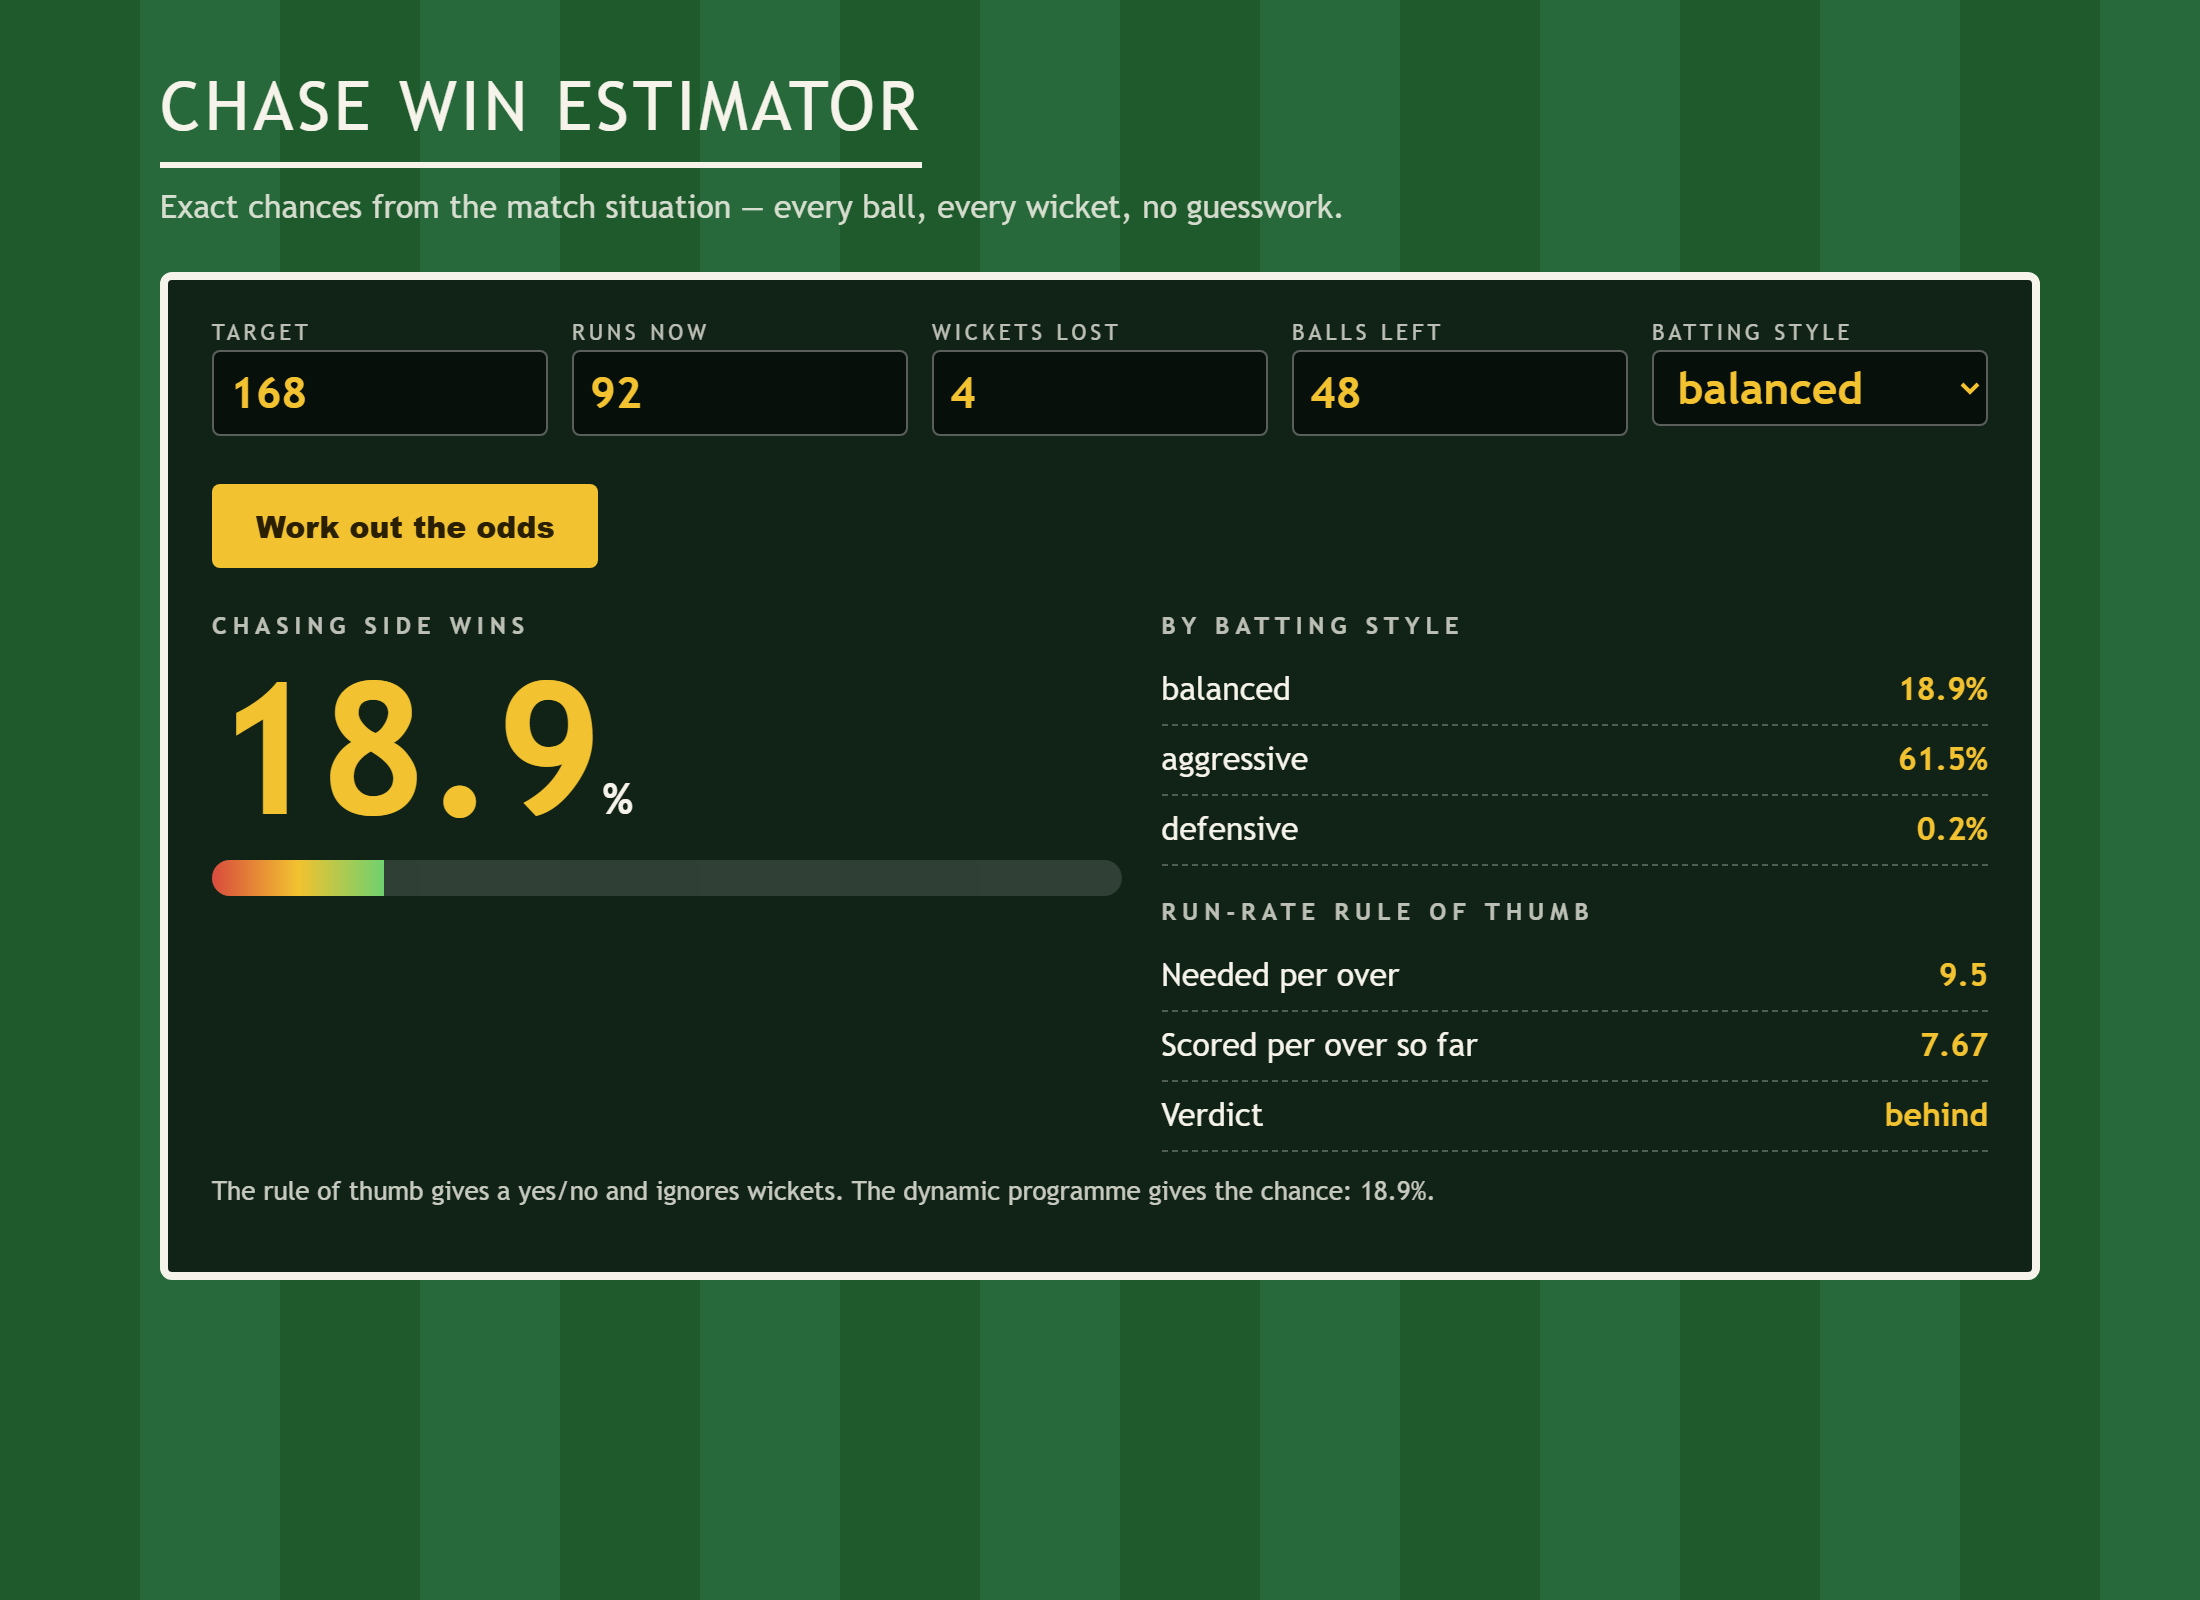 CHASE WIN ESTIMATOR
Exact chances from the match situation — every ball, every wicket, no guesswork.
TARGET
168
RUNS NOW
92
WICKETS LOST
4
BALLS LEFT
48
BATTING STYLE
balanced
Work out the odds
CHASING SIDE WINS
18.9%
BY BATTING STYLE
balanced 18.9%
aggressive 61.5%
defensive 0.2%
RUN-RATE RULE OF THUMB
Needed per over 9.5
Scored per over so far 7.67
Verdict behind
The rule of thumb gives a yes/no and ignores wickets. The dynamic programme gives the chance: 18.9%.